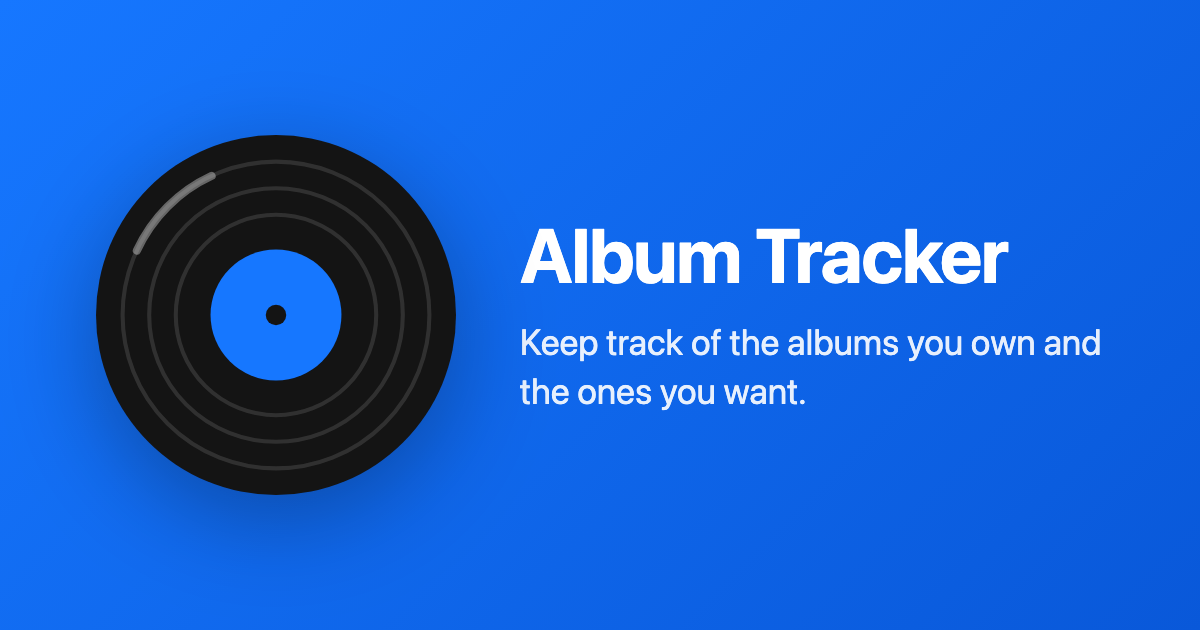 Album Tracker
Keep track of the albums you own and
the ones you want.